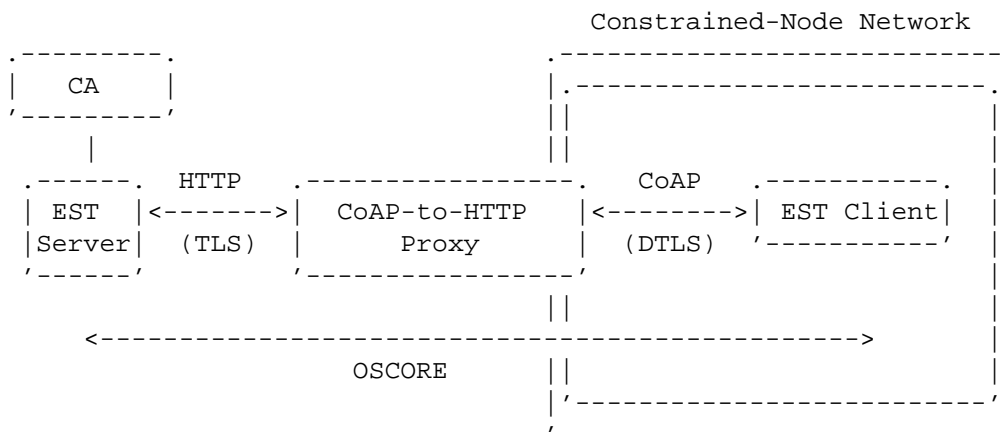 Constrained-Node Network
CA
HTTP CoAP
EST <-------> CoAP-to-HTTP <-------> EST Client
Server (TLS) Proxy (DTLS)
<------------------------------------------------>
OSCORE